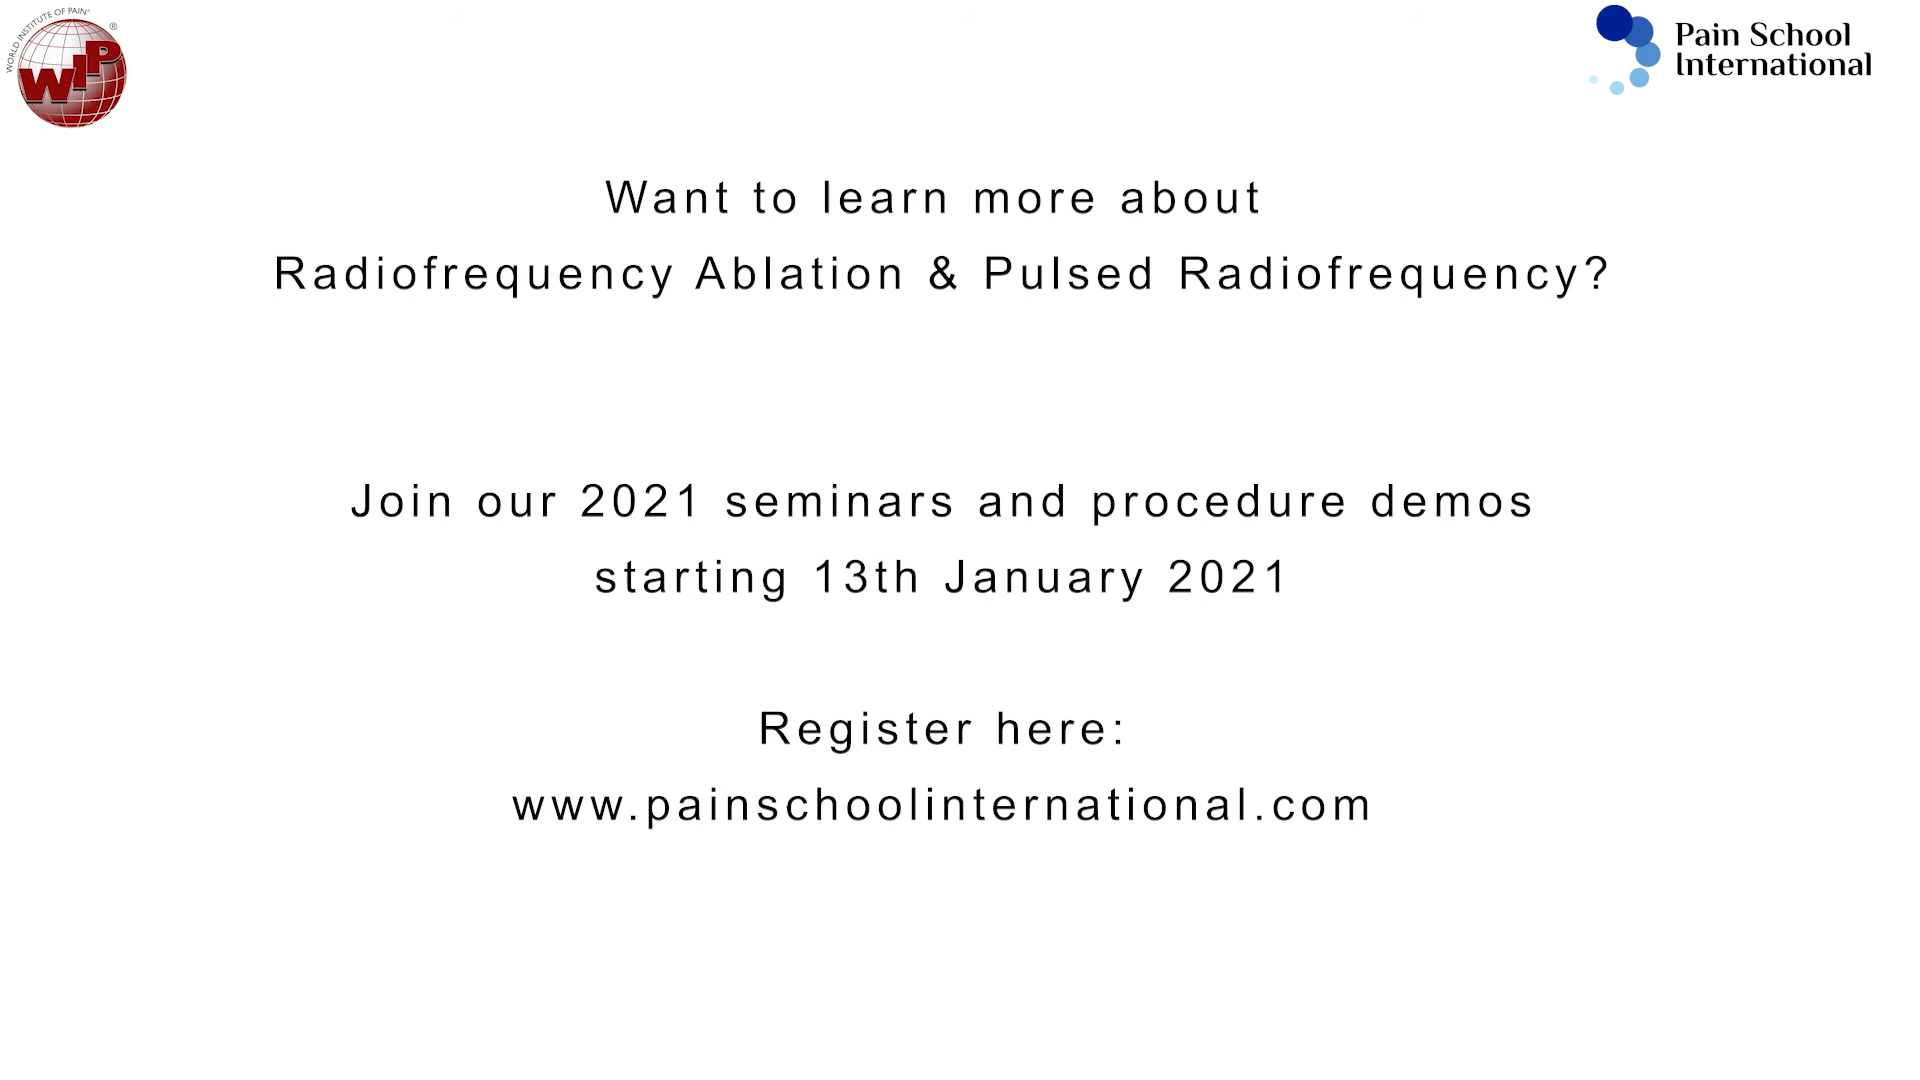 WORLD INSTITUTE OF PAIN®
®
WIP
Pain School
International
Want to learn more about
Radiofrequency Ablation & Pulsed Radiofrequency?
Join our 2021 seminars and procedure demos
starting 13th January 2021
Register here:
www.painschoolinternational.com